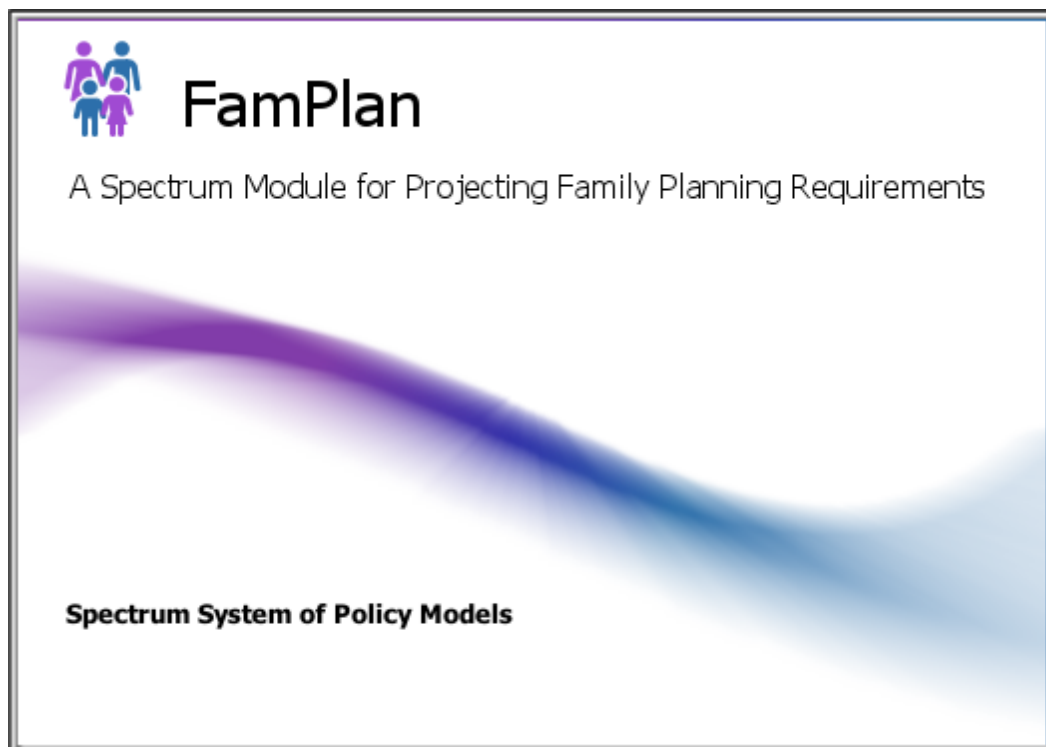 FamPlan
A Spectrum Module for Projecting Family Planning Requirements
Spectrum System of Policy Models